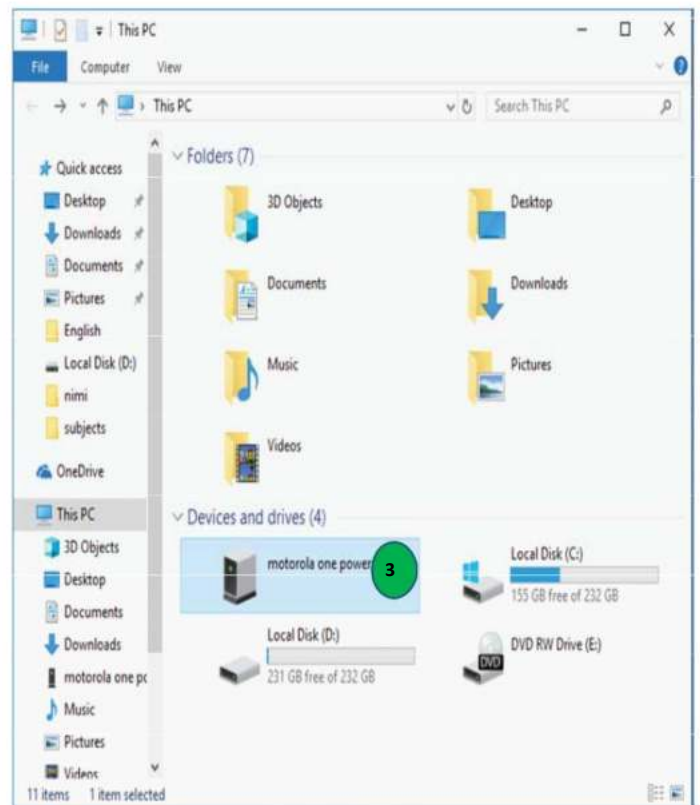 This PC
File Computer View
This PC
Search This PC
Quick access
Desktop
Downloads
Documents
Pictures
English
Local Disk (D:)
nimi
subjects
OneDrive
This PC
3D Objects
Desktop
Documents
Downloads
motorola one po
Music
Pictures
Videos
Folders (7)
3D Objects
Desktop
Documents
Downloads
Music
Pictures
Videos
Devices and drives (4)
motorola one power
3
Local Disk (C:)
155 GB free of 232 GB
Local Disk (D:)
231 GB free of 232 GB
DVD RW Drive (E:)
DVD
11 items 1 item selected